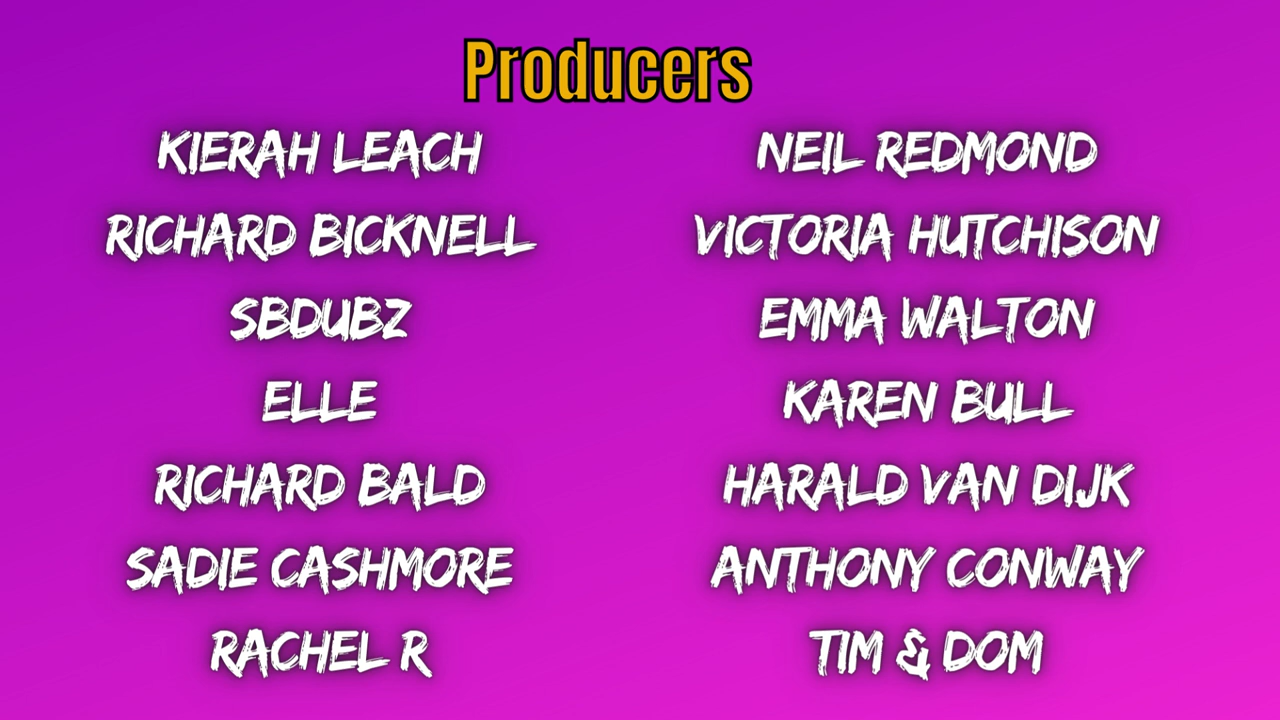 Producers
KIERAH LEACH
RICHARD BICKNELL
SBDUBZ
ELLE
RICHARD BALD
SADIE CASHMORE
RACHEL R
NEIL REDMOND
VICTORIA HUTCHISON
EMMA WALTON
KAREN BULL
HARALD VAN DIJK
ANTHONY CONWAY
TIM & DOM